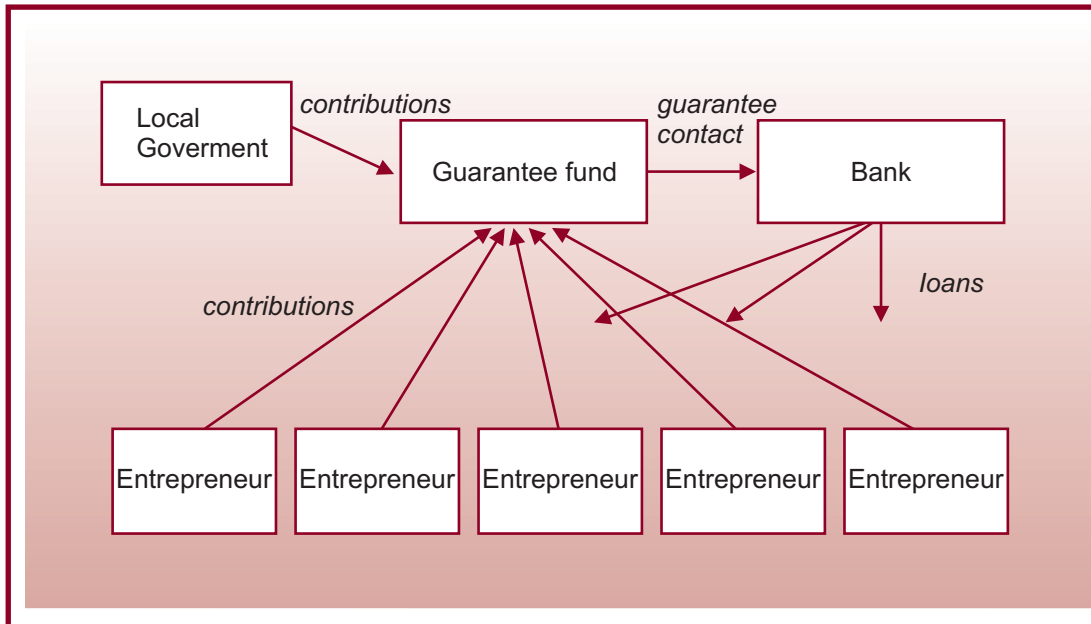 Local
Goverment
contributions
Guarantee fund
guarantee
contact
Bank
contributions
loans
Entrepreneur
Entrepreneur
Entrepreneur
Entrepreneur
Entrepreneur